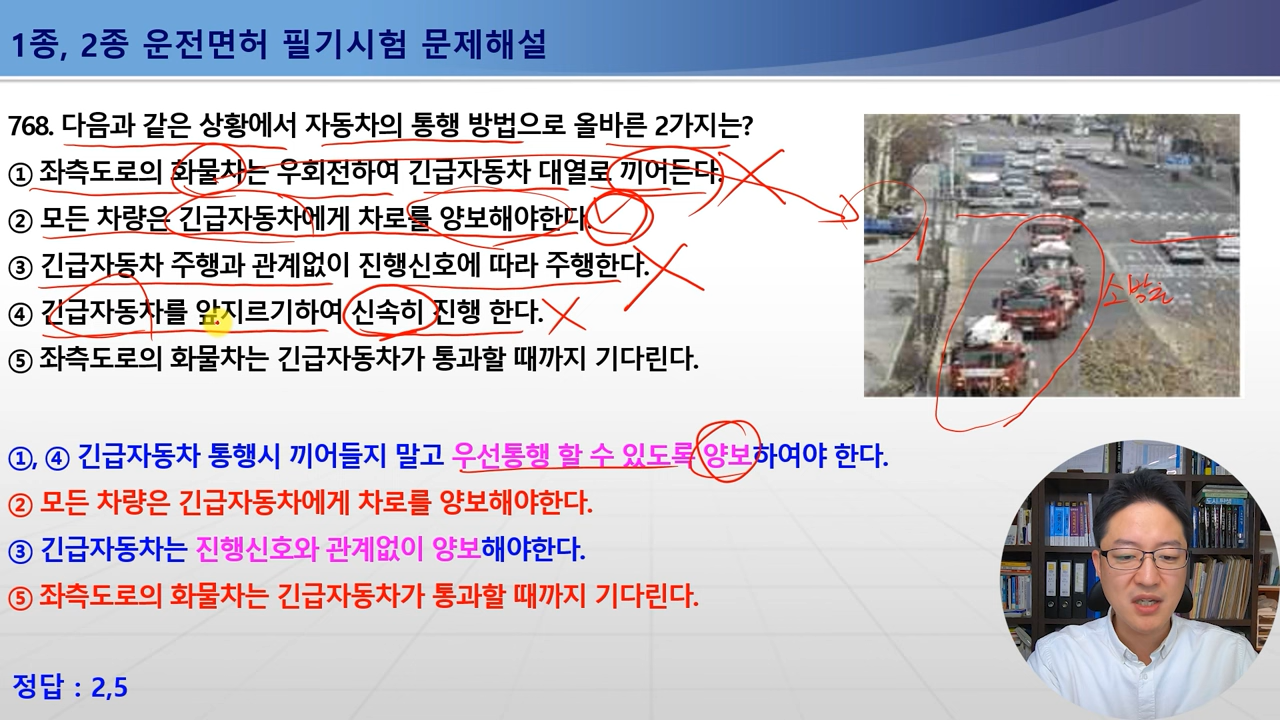 1종, 2종 운전면허 필기시험 문제해설
768. 다음과 같은 상황에서 자동차의 통행 방법으로 올바른 2가지는?
① 좌측도로의 화물차는 우회전하여 긴급자동차 대열로 끼어든다.
② 모든 차량은 긴급자동차에게 차로를 양보해야한다.
③ 긴급자동차 주행과 관계없이 진행신호에 따라 주행한다.
④ 긴급자동차를 앞지르기하여 신속히 진행 한다.
⑤ 좌측도로의 화물차는 긴급자동차가 통과할 때까지 기다린다.
①, ④ 긴급자동차 통행시 끼어들지 말고 우선통행 할 수 있도록 양보하여야 한다.
② 모든 차량은 긴급자동차에게 차로를 양보해야한다.
③ 긴급자동차는 진행신호와 관계없이 양보해야한다.
⑤ 좌측도로의 화물차는 긴급자동차가 통과할 때까지 기다린다.
정답 : 2,5